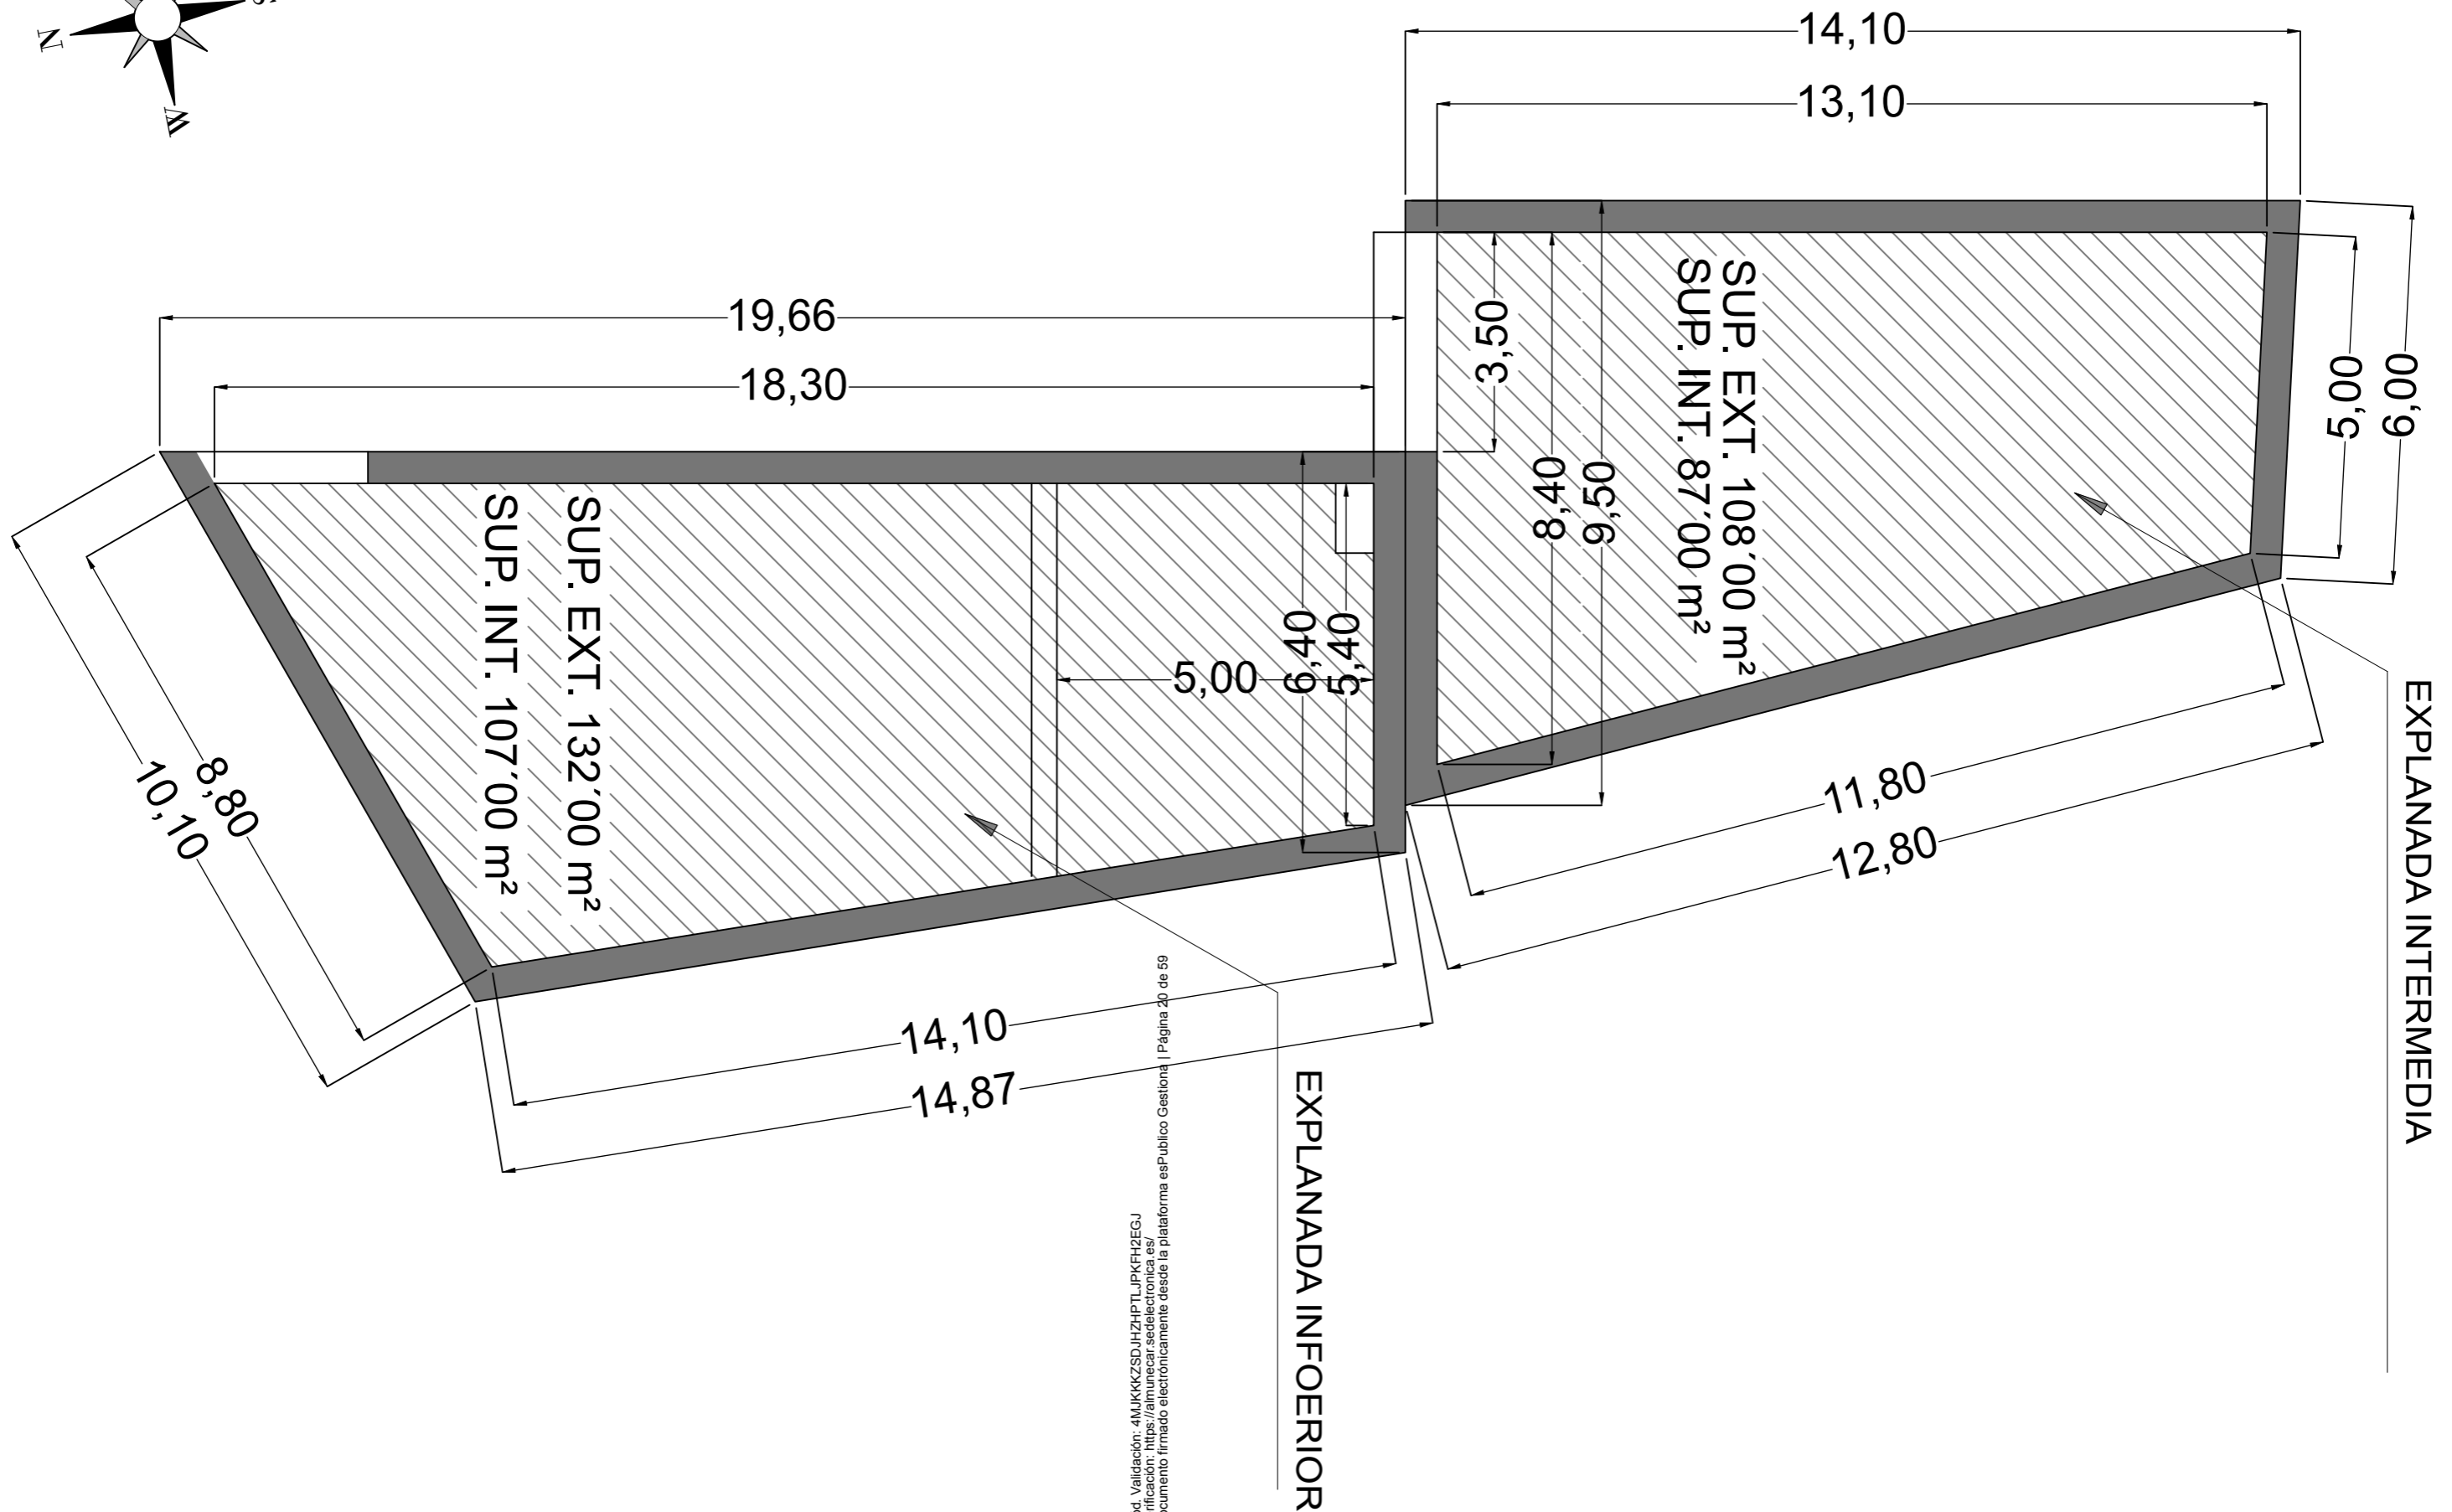 N
W
14,10
13,10
19,66
18,30
3,50
8,40
9,50
SUP. EXT. 108´00 m²
SUP. INT. 87´00 m²
5,00
6,00
SUP. EXT. 132´00 m²
SUP. INT. 107´00 m²
5,00
6,40
5,40
8,80
10,10
11,80
12,80
14,10
14,87
EXPLANADA INTERMEDIA
EXPLANADA INFOERIOR
od. Validación: 4MJKKKZSDJHZHPTLJPKFH2EGJ
rificación: https://almunecar.sedelectronica.es/
ocumento firmado electrónicamente desde la plataforma esPublico Gestiona | Página 20 de 59